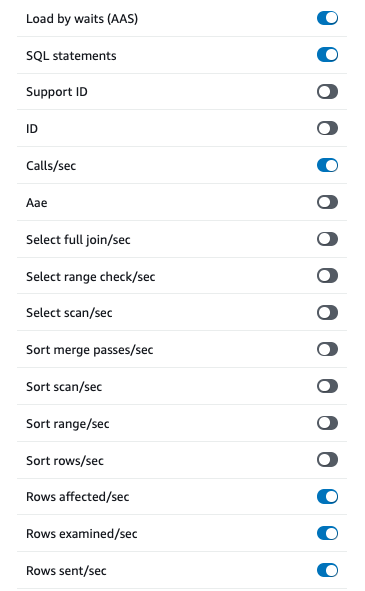 Load by waits (AAS)
SQL statements
Support ID
ID
Calls/sec
Aae
Select full join/sec
Select range check/sec
Select scan/sec
Sort merge passes/sec
Sort scan/sec
Sort range/sec
Sort rows/sec
Rows affected/sec
Rows examined/sec
Rows sent/sec